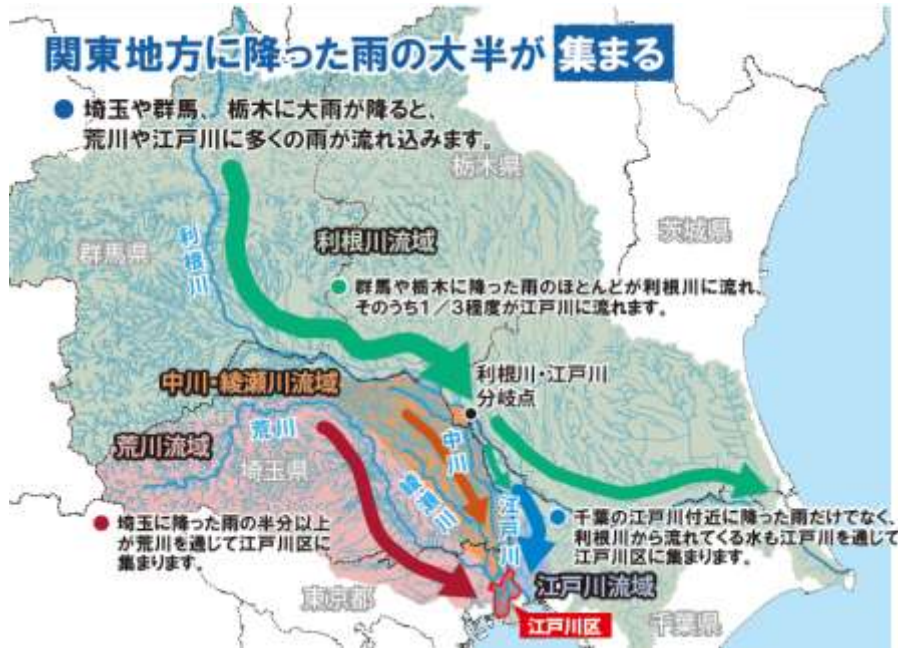 関東地方に降った雨の大半が 集まる
● 埼玉や群馬、栃木に大雨が降ると、
荒川や江戸川に多くの雨が流れ込みます。
栃木県
茨城県
群馬県
利根川
利根川流域
● 群馬や栃木に降った雨のほとんどが利根川に流れ、
そのうち1/3程度が江戸川に流れます。
中川・綾瀬川流域
利根川・江戸川
分岐点
荒川流域
荒川
埼玉県
中川
綾瀬川
江戸川
● 埼玉に降った雨の半分以上
が荒川を通じて江戸川区に
集まります。
● 千葉の江戸川付近に降った雨だけでなく、
利根川から流れてくる水も江戸川を通じて
江戸川区に集まります。
江戸川流域
東京都
江戸川区
千葉県